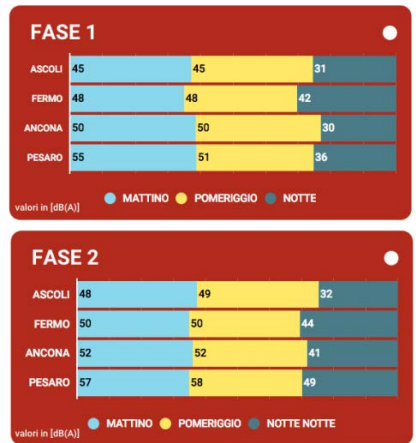 FASE 1
ASCOLI 45 45 31
FERMO 48 48 42
ANCONA 50 50 30
PESARO 55 51 36
MATTINO POMERIGGIO NOTTE
valori in [dB(A)]
FASE 2
ASCOLI 48 49 32
FERMO 50 50 44
ANCONA 52 52 41
PESARO 57 58 49
MATTINO POMERIGGIO NOTTE NOTTE
valori in [dB(A)]